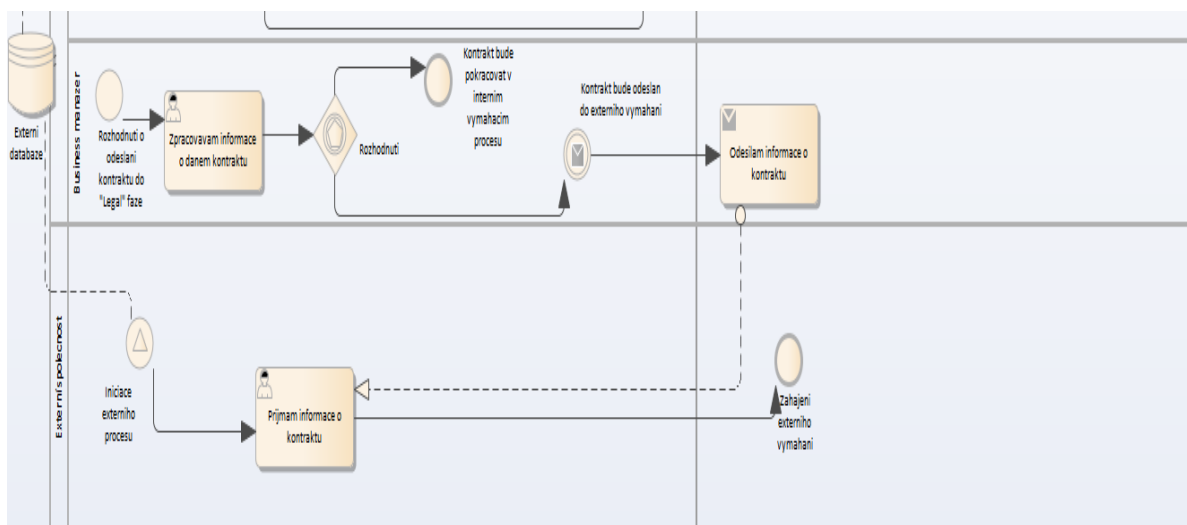 Externi
databaze
Business manazer
Rozhodnuti o
odeslani
kontraktu do
"Legal" faze
Zpracovavam informace
o danem kontraktu
Rozhodnuti
Kontrakt bude
pokracovat v
internim
vymahacim
procesu
Kontrakt bude odeslan
do externiho vymahani
Odesilam informace o
kontraktu
Externi spolecnost
Iniciace
externiho
procesu
Prijmam informace o
kontraktu
Zahajeni
externiho
vymahani